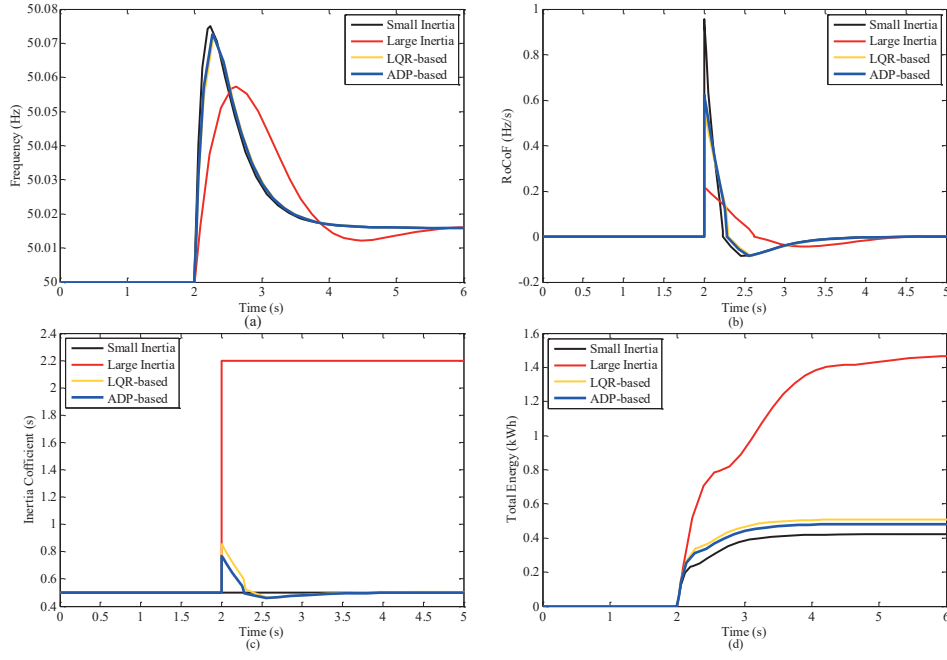 50.08
50.06
50.04
50.02
50.01
50
Frequency (Hz)
Small Inertia
Large Inertia
LQR-based
ADP-based
0 1 2 3 4 5 6
Time (s)
(a)
1
0.8
0.6
0.4
0.2
0
-0.2
RoCoF (Hz/s)
Small Inertia
Large Inertia
LQR-based
ADP-based
0 0.5 1 1.5 2 2.5 3 3.5 4 4.5 5
Time (s)
(b)
2.4
2.2
2
1.8
1.6
1.4
1.2
1
0.8
0.6
0.4
Inertia Cofficient (s)
Small Inertia
Large Inertia
LQR-based
ADP-based
0 0.5 1 1.5 2 2.5 3 3.5 4 4.5 5
Time (s)
(c)
1.6
1.4
1.2
1
0.8
0.6
0.4
0.2
0
Total Energy (kWh)
Small Inertia
Large Inertia
LQR-based
ADP-based
0 1 2 3 4 5 6
Time (s)
(d)